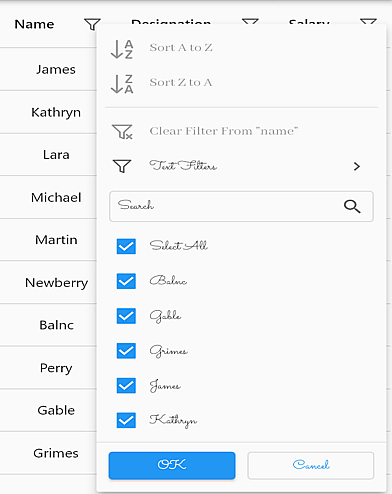 Name Designation Salary
James
Kathryn
Lara
Michael
Martin
Newberry
Balnc
Perry
Gable
Grimes
Sort A to Z
Sort Z to A
Clear Filter From "name"
Text Filters
Search
Select All
Balnc
Gable
Grimes
James
Kathryn
OK Cancel